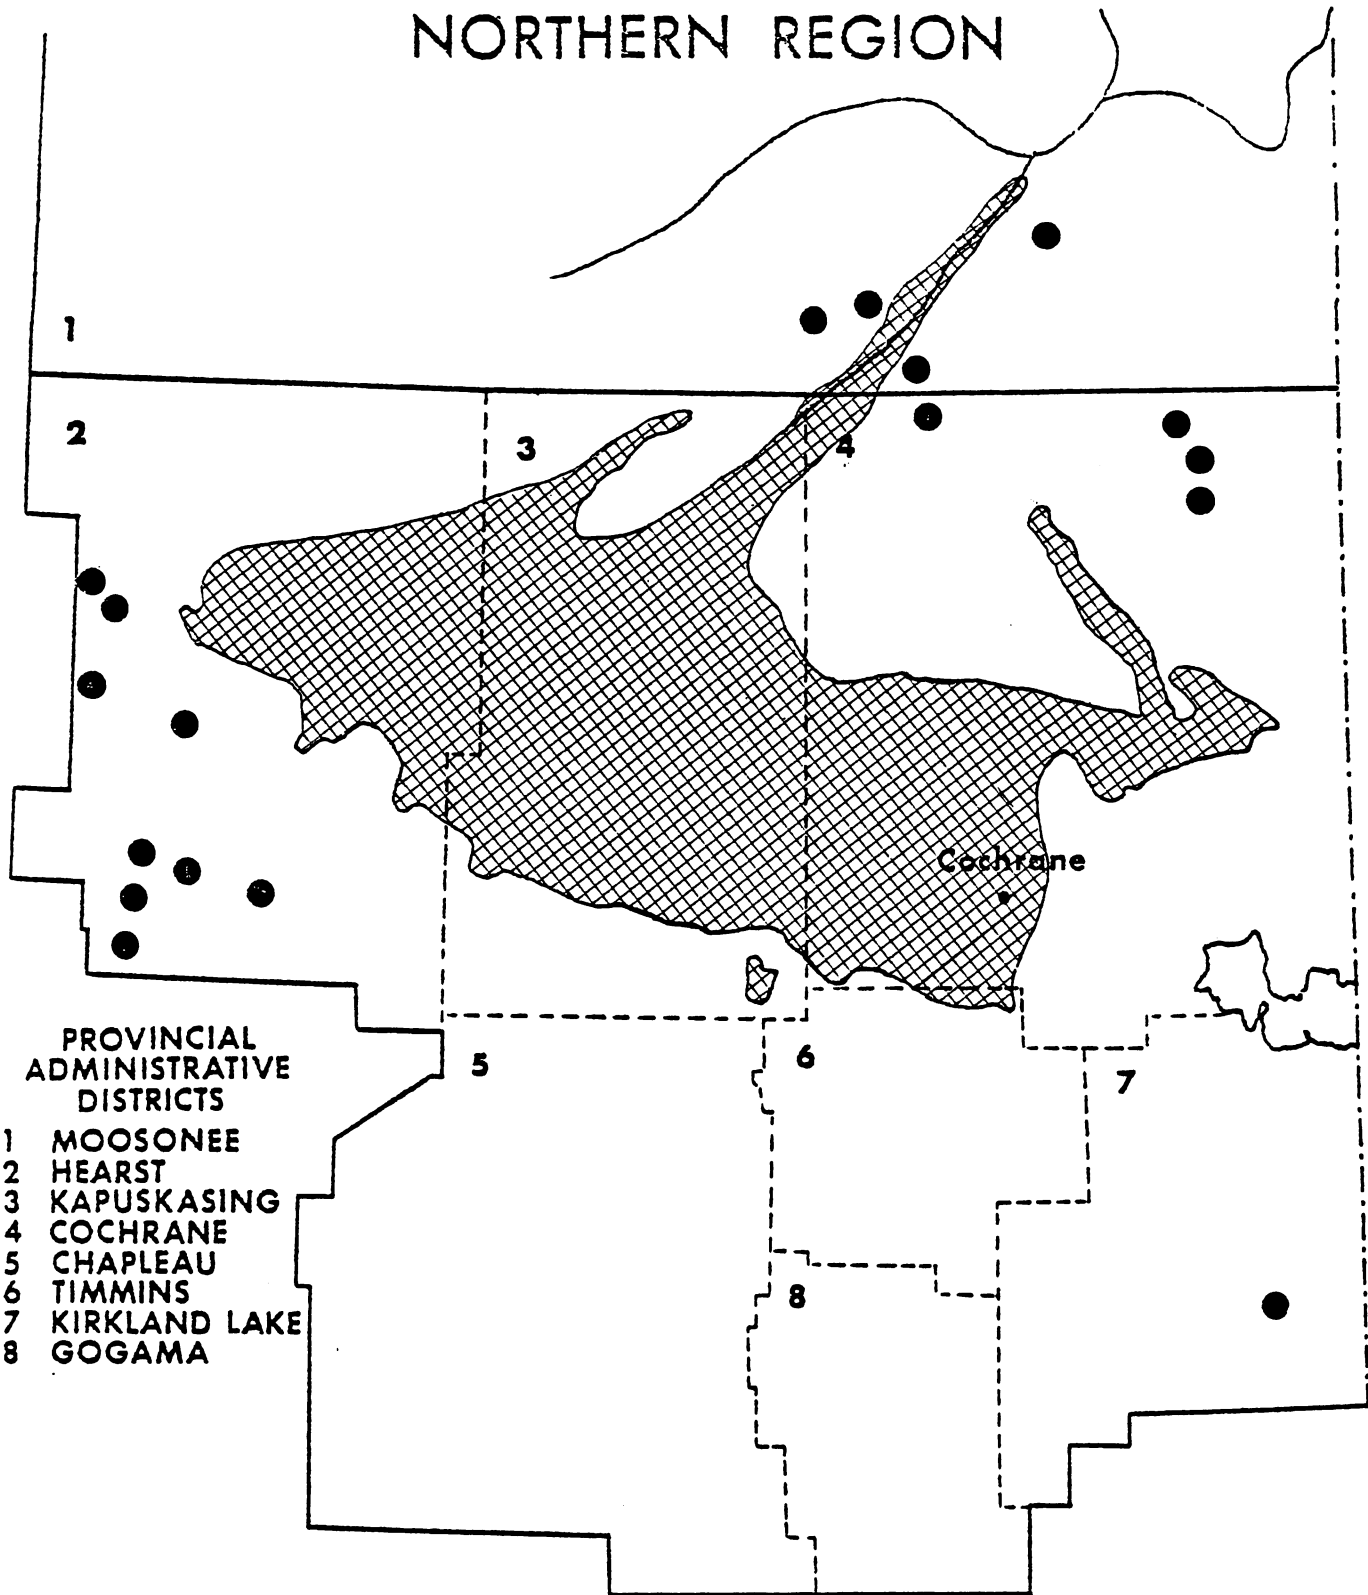 NORTHERN REGION
1
2
3
4
Cochrane
5
6
7
8
PROVINCIAL
ADMINISTRATIVE
DISTRICTS
1 MOOSONEE
2 HEARST
3 KAPUSKASING
4 COCHRANE
5 CHAPLEAU
6 TIMMINS
7 KIRKLAND LAKE
8 GOGAMA